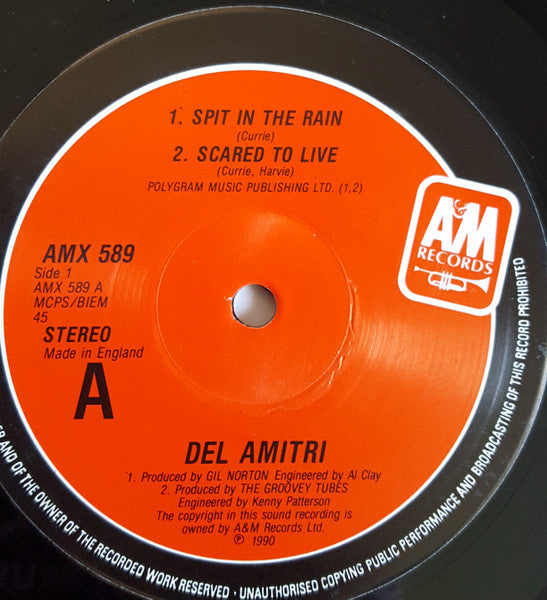 1. SPIT IN THE RAIN
(Currie)
2. SCARED TO LIVE
(Currie, Harvie)
POLYGRAM MUSIC PUBLISHING LTD. (1,2)
A&M
RECORDS
AMX 589
Side 1
AMX 589 A
MCPS/BIEM
45
STEREO
Made in England
A
DEL AMITRI
1. Produced by GIL NORTON Engineered by Al Clay
2. Produced by THE GROOVEY TUBES
Engineered by Kenny Patterson
The copyright in this sound recording is
owned by A&M Records Ltd.
℗ 1990
AND OF THE OWNER OF THE RECORDED WORK RESERVED · UNAUTHORISED COPYING PUBLIC PERFORMANCE AND BROADCASTING OF THIS RECORD PROHIBITED